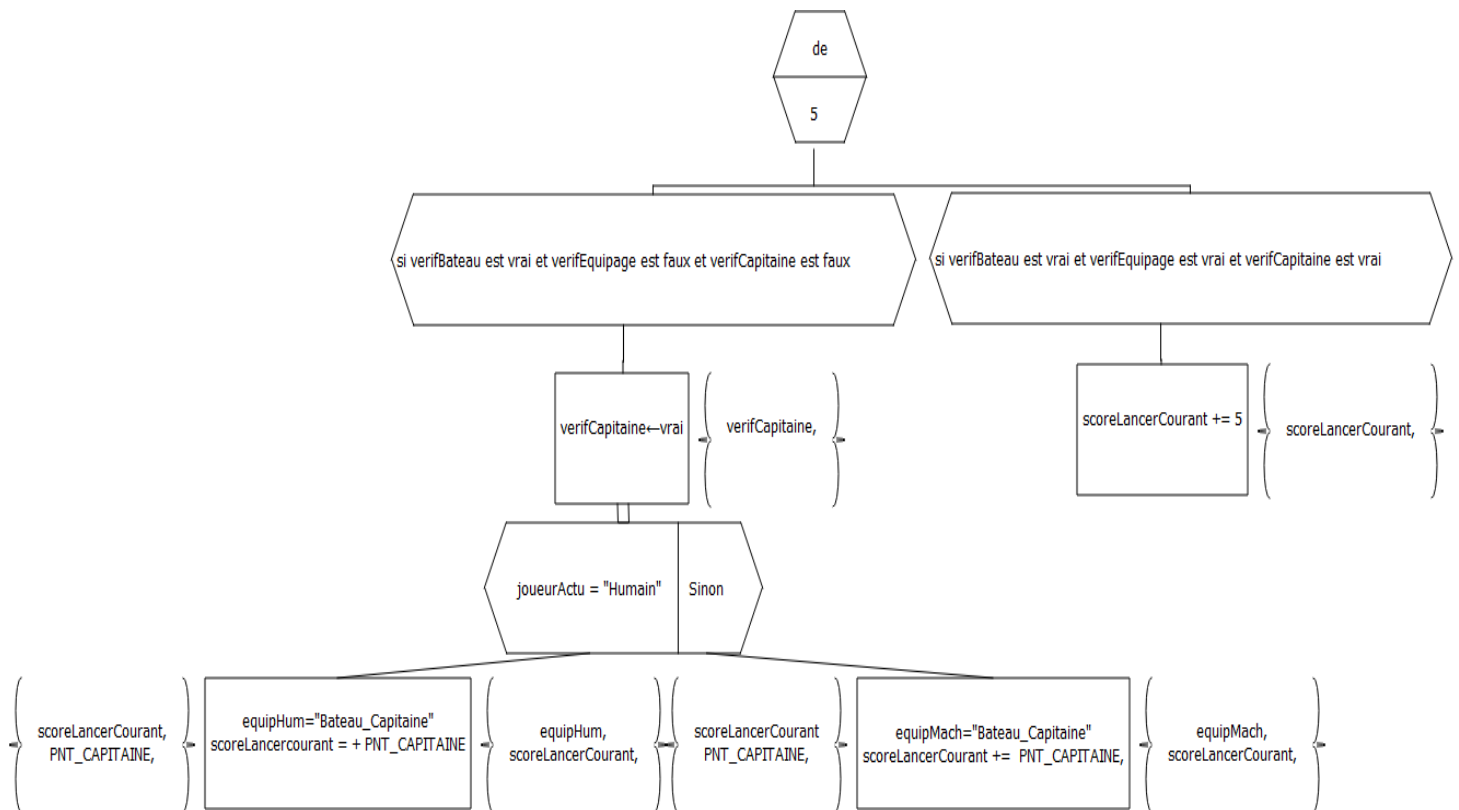 de
5
si verifBateau est vrai et verifEquipage est faux et verifCapitaine est faux
si verifBateau est vrai et verifEquipage est vrai et verifCapitaine est vrai
verifCapitaine←vrai
verifCapitaine,
scoreLancerCourant += 5
scoreLancerCourant,
joueurActu = "Humain"
Sinon
scoreLancerCourant,
PNT_CAPITAINE,
equipHum="Bateau_Capitaine"
scoreLancercourant = + PNT_CAPITAINE
equipHum,
scoreLancerCourant,
scoreLancerCourant
PNT_CAPITAINE,
equipMach="Bateau_Capitaine"
scoreLancerCourant += PNT_CAPITAINE,
equipMach,
scoreLancerCourant,